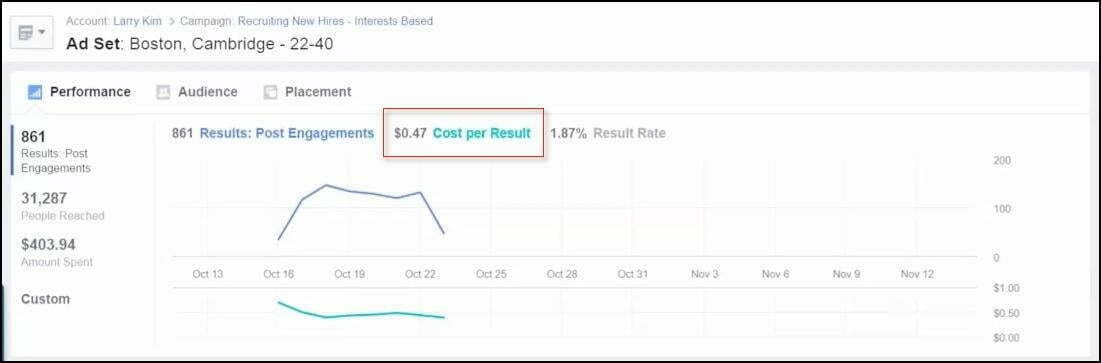 Account: Larry Kim > Campaign: Recruiting New Hires - Interests Based
Ad Set: Boston, Cambridge - 22-40
Performance Audience Placement
861
Results: Post
Engagements
31,287
People Reached
$403.94
Amount Spent
Custom
861 Results: Post Engagements $0.47 Cost per Result 1.87% Result Rate
200
100
0
Oct 13 Oct 16 Oct 19 Oct 22 Oct 25 Oct 28 Oct 31 Nov 3 Nov 6 Nov 9 Nov 12
$1.00
$0.50
$0.00